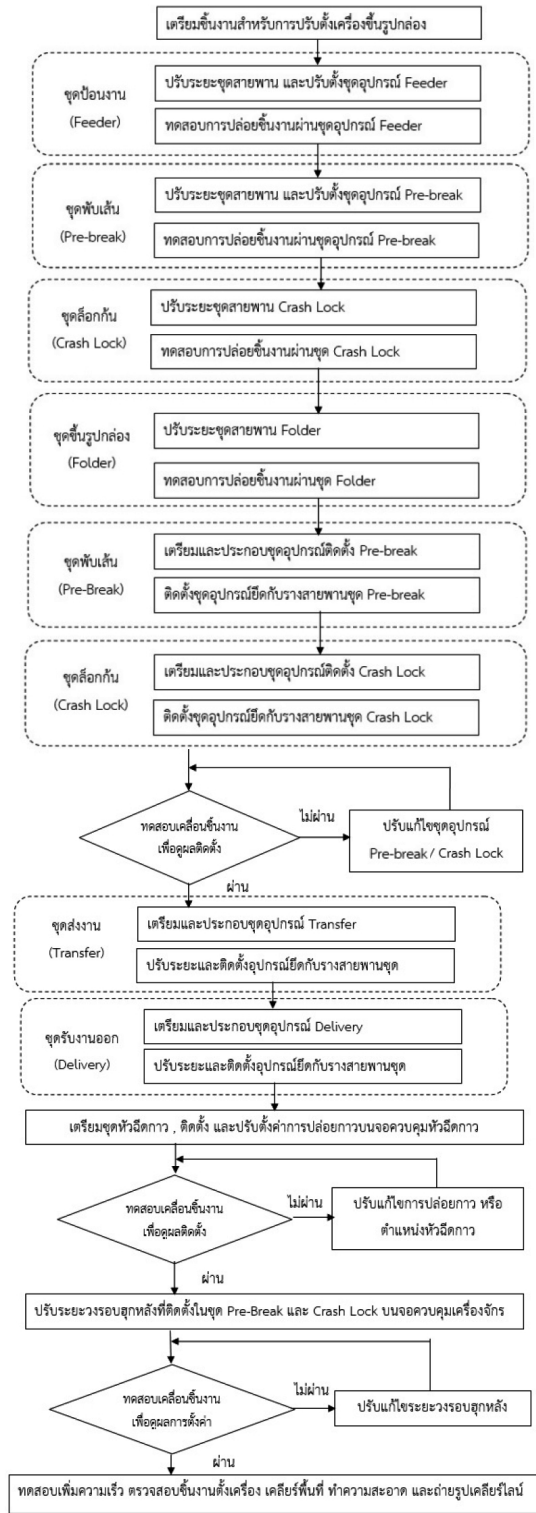 เตรียมชิ้นงานสำหรับการปรับตั้งเครื่องขึ้นรูปกล่อง
ชุดป้อนงาน
(Feeder)
ปรับระยะชุดสายพาน และปรับตั้งชุดอุปกรณ์ Feeder
ทดสอบการปล่อยชิ้นงานผ่านชุดอุปกรณ์ Feeder
ชุดพับเส้น
(Pre-break)
ปรับระยะชุดสายพาน และปรับตั้งชุดอุปกรณ์ Pre-break
ทดสอบการปล่อยชิ้นงานผ่านชุดอุปกรณ์ Pre-break
ชุดล็อกก้น
(Crash Lock)
ปรับระยะชุดสายพาน Crash Lock
ทดสอบการปล่อยชิ้นงานผ่านชุด Crash Lock
ชุดขึ้นรูปกล่อง
(Folder)
ปรับระยะชุดสายพาน Folder
ทดสอบการปล่อยชิ้นงานผ่านชุด Folder
ชุดพับเส้น
(Pre-Break)
เตรียมและประกอบชุดอุปกรณ์ติดตั้ง Pre-break
ติดตั้งชุดอุปกรณ์ยึดกับรางสายพานชุด Pre-break
ชุดล็อกก้น
(Crash Lock)
เตรียมและประกอบชุดอุปกรณ์ติดตั้ง Crash Lock
ติดตั้งชุดอุปกรณ์ยึดกับรางสายพานชุด Crash Lock
ทดสอบเคลื่อนชิ้นงาน
เพื่อดูผลติดตั้ง
ไม่ผ่าน
ปรับแก้ไขชุดอุปกรณ์
Pre-break / Crash Lock
ผ่าน
ชุดส่งงาน
(Transfer)
เตรียมและประกอบชุดอุปกรณ์ Transfer
ปรับระยะและติดตั้งอุปกรณ์ยึดกับรางสายพานชุด
ชุดรับงานออก
(Delivery)
เตรียมและประกอบชุดอุปกรณ์ Delivery
ปรับระยะและติดตั้งอุปกรณ์ยึดกับรางสายพานชุด
เตรียมชุดหัวฉีดกาว , ติดตั้ง และปรับตั้งค่าการปล่อยกาวบนจอควบคุมหัวฉีดกาว
ทดสอบเคลื่อนชิ้นงาน
เพื่อดูผลติดตั้ง
ไม่ผ่าน
ปรับแก้ไขการปล่อยกาว หรือ
ตำแหน่งหัวฉีดกาว
ผ่าน
ปรับระยะวงรอบฮุกหลังที่ติดตั้งในชุด Pre-Break และ Crash Lock บนจอควบคุมเครื่องจักร
ทดสอบเคลื่อนชิ้นงาน
เพื่อดูผลการตั้งค่า
ไม่ผ่าน
ปรับแก้ไขระยะวงรอบฮุกหลัง
ผ่าน
ทดสอบเพิ่มความเร็ว ตรวจสอบชิ้นงานตั้งเครื่อง เคลียร์พื้นที่ ทำความสะอาด และถ่ายรูปเคลียร์ไลน์